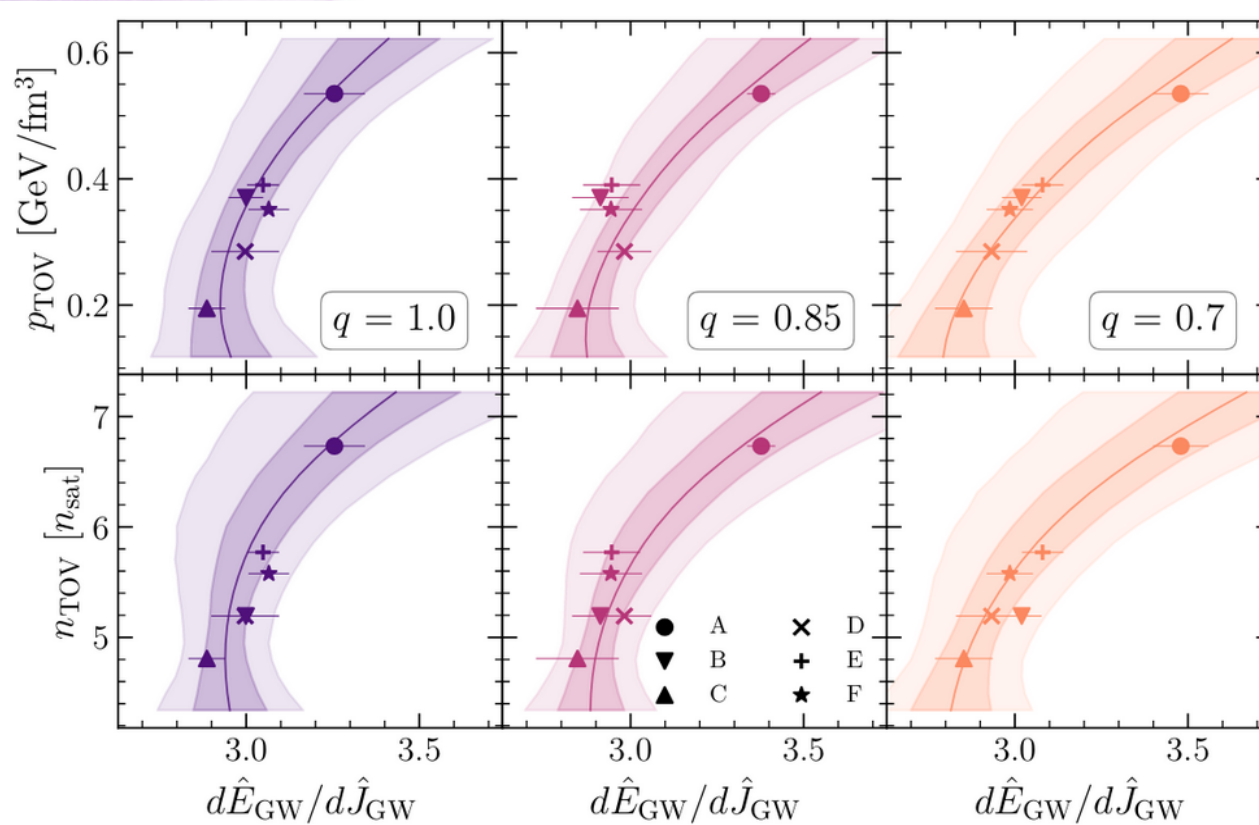 p_TOV [GeV/fm³]
0.6
0.4
0.2
q = 1.0
q = 0.85
q = 0.7
n_TOV [n_sat]
7
6
5
A
D
B
E
C
F
3.0 3.5 3.0 3.5 3.0 3.5
dÊ_GW/dĴ_GW dÊ_GW/dĴ_GW dÊ_GW/dĴ_GW